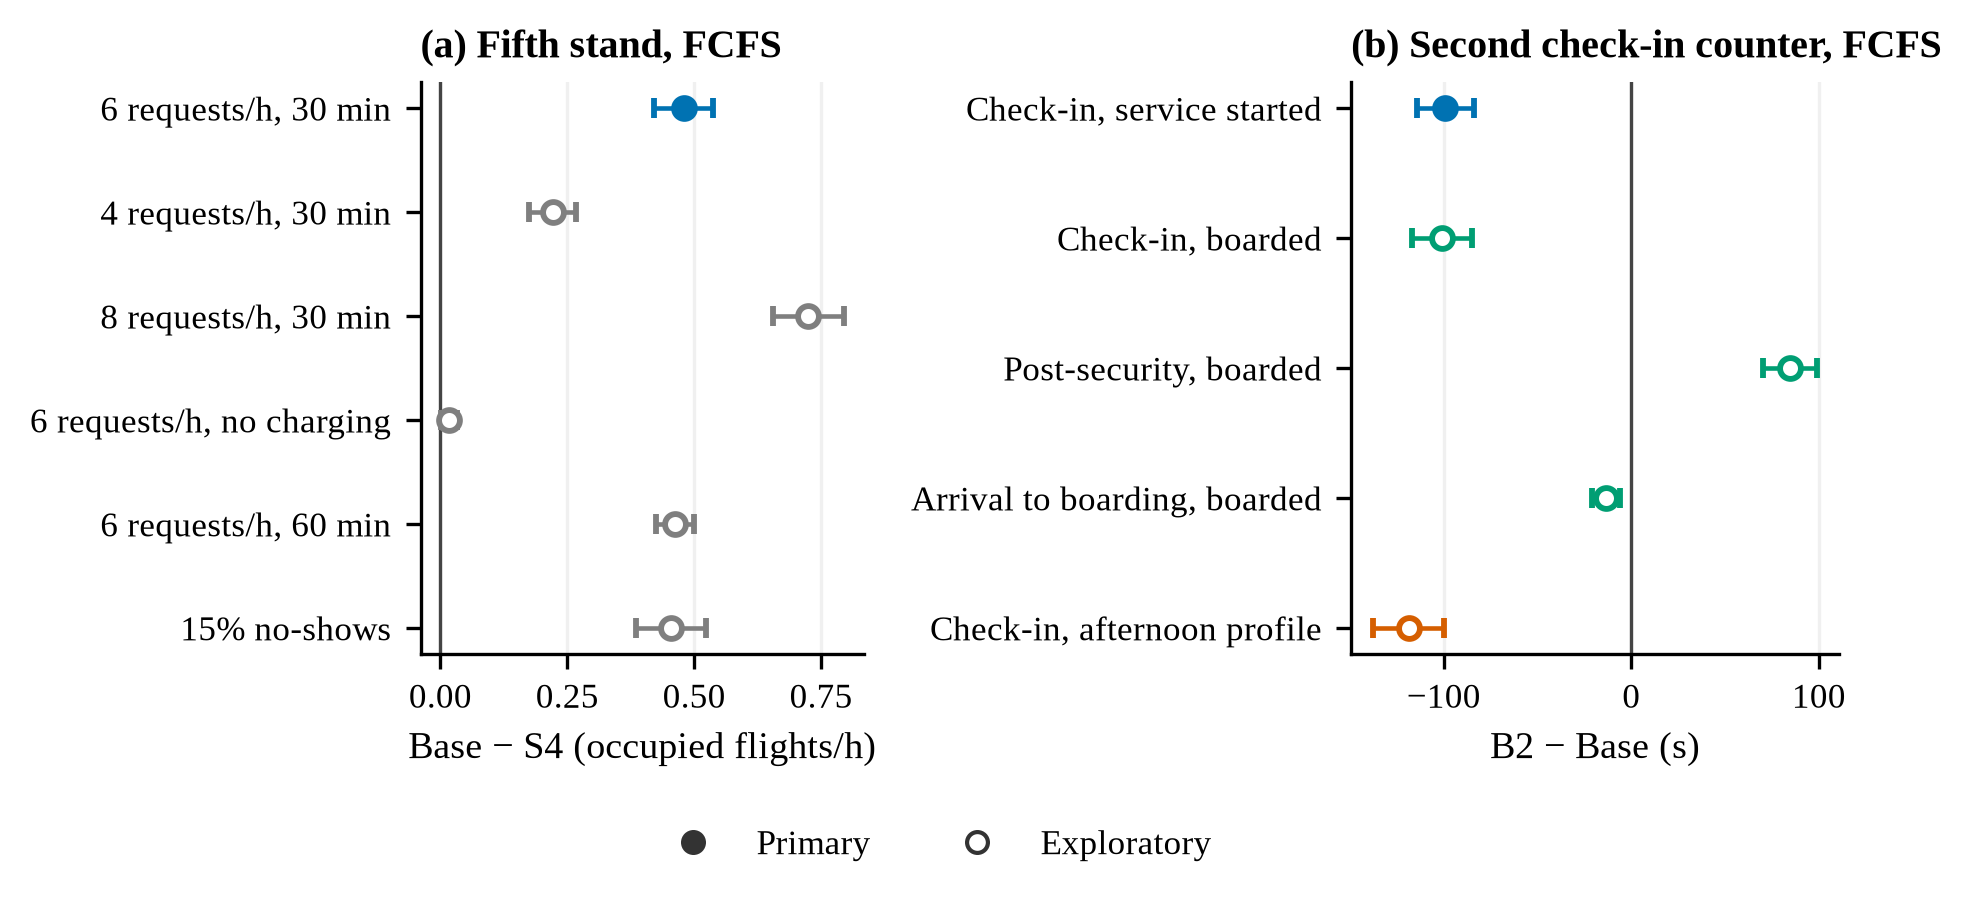 (a) Fifth stand, FCFS
6 requests/h, 30 min
4 requests/h, 30 min
8 requests/h, 30 min
6 requests/h, no charging
6 requests/h, 60 min
15% no-shows
0.00 0.25 0.50 0.75
Base − S4 (occupied flights/h)
(b) Second check-in counter, FCFS
Check-in, service started
Check-in, boarded
Post-security, boarded
Arrival to boarding, boarded
Check-in, afternoon profile
−100 0 100
B2 − Base (s)
Primary Exploratory